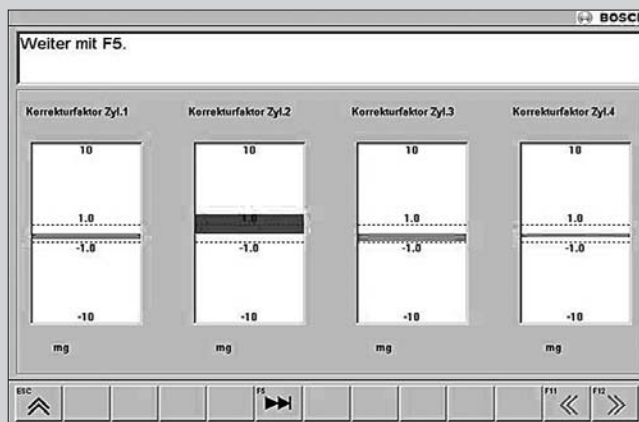 BOSCH
Weiter mit F5.
Korrekturfaktor Zyl.1 Korrekturfaktor Zyl.2 Korrekturfaktor Zyl.3 Korrekturfaktor Zyl.4
10 10 10 10
1.0 1.0 1.0 1.0
-1.0 -1.0 -1.0
-10 -10 -10 -10
mg mg mg mg
ESC F5 F11 F12